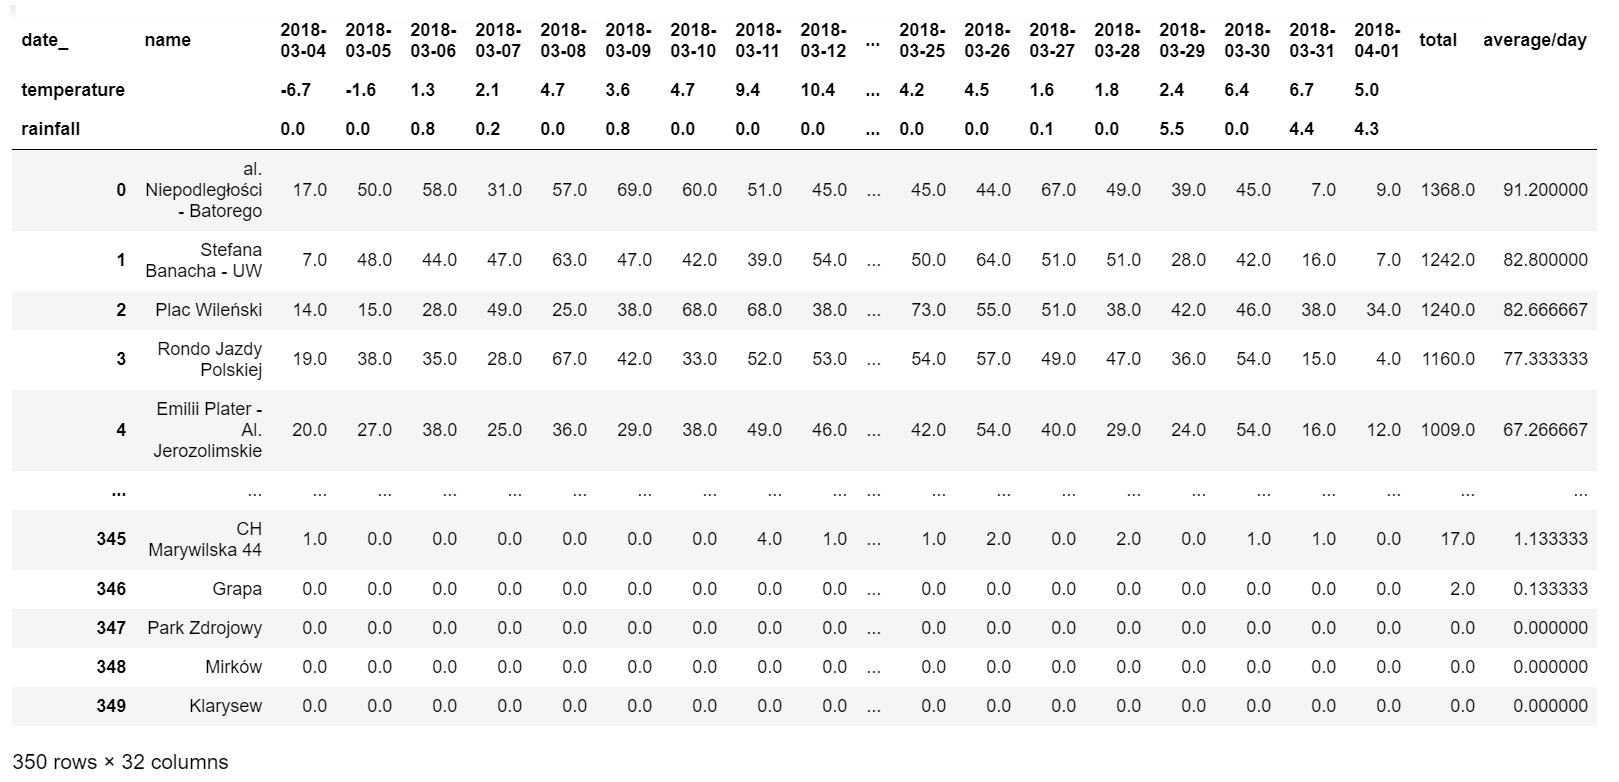 date_ name 2018-03-04 2018-03-05 2018-03-06 2018-03-07 2018-03-08 2018-03-09 2018-03-10 2018-03-11 2018-03-12 ... 2018-03-25 2018-03-26 2018-03-27 2018-03-28 2018-03-29 2018-03-30 2018-03-31 2018-04-01 total average/day
temperature -6.7 -1.6 1.3 2.1 4.7 3.6 4.7 9.4 10.4 ... 4.2 4.5 1.6 1.8 2.4 6.4 6.7 5.0
rainfall 0.0 0.0 0.8 0.2 0.0 0.8 0.0 0.0 0.0 ... 0.0 0.0 0.1 0.0 5.5 0.0 4.4 4.3
0 al. Niepodległości - Batorego 17.0 50.0 58.0 31.0 57.0 69.0 60.0 51.0 45.0 ... 45.0 44.0 67.0 49.0 39.0 45.0 7.0 9.0 1368.0 91.200000
1 Stefana Banacha - UW 7.0 48.0 44.0 47.0 63.0 47.0 42.0 39.0 54.0 ... 50.0 64.0 51.0 51.0 28.0 42.0 16.0 7.0 1242.0 82.800000
2 Plac Wileński 14.0 15.0 28.0 49.0 25.0 38.0 68.0 68.0 38.0 ... 73.0 55.0 51.0 38.0 42.0 46.0 38.0 34.0 1240.0 82.666667
3 Rondo Jazdy Polskiej 19.0 38.0 35.0 28.0 67.0 42.0 33.0 52.0 53.0 ... 54.0 57.0 49.0 47.0 36.0 54.0 15.0 4.0 1160.0 77.333333
4 Emilii Plater - Al. Jerozolimskie 20.0 27.0 38.0 25.0 36.0 29.0 38.0 49.0 46.0 ... 42.0 54.0 40.0 29.0 24.0 54.0 16.0 12.0 1009.0 67.266667
... ... ... ... ... ... ... ... ... ... ... ... ... ... ... ... ... ... ... ... ... ... ...
345 CH Marywilska 44 1.0 0.0 0.0 0.0 0.0 0.0 0.0 4.0 1.0 ... 1.0 2.0 0.0 2.0 0.0 1.0 1.0 0.0 17.0 1.133333
346 Grapa 0.0 0.0 0.0 0.0 0.0 0.0 0.0 0.0 0.0 ... 0.0 0.0 0.0 0.0 0.0 0.0 0.0 0.0 2.0 0.133333
347 Park Zdrojowy 0.0 0.0 0.0 0.0 0.0 0.0 0.0 0.0 0.0 ... 0.0 0.0 0.0 0.0 0.0 0.0 0.0 0.0 0.0 0.000000
348 Mirków 0.0 0.0 0.0 0.0 0.0 0.0 0.0 0.0 0.0 ... 0.0 0.0 0.0 0.0 0.0 0.0 0.0 0.0 0.0 0.000000
349 Klarysew 0.0 0.0 0.0 0.0 0.0 0.0 0.0 0.0 0.0 ... 0.0 0.0 0.0 0.0 0.0 0.0 0.0 0.0 0.0 0.000000
350 rows × 32 columns